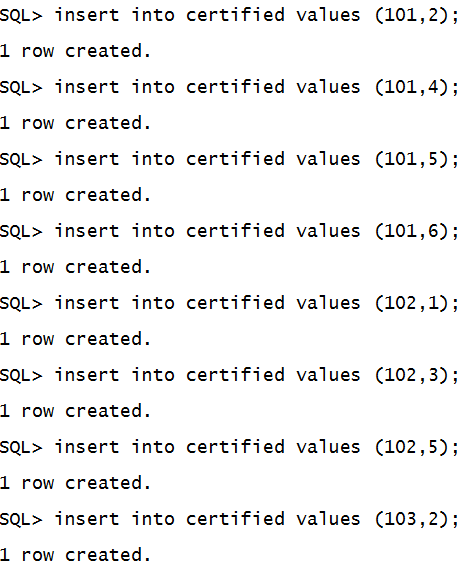 SQL> insert into certified values (101,2);
1 row created.
SQL> insert into certified values (101,4);
1 row created.
SQL> insert into certified values (101,5);
1 row created.
SQL> insert into certified values (101,6);
1 row created.
SQL> insert into certified values (102,1);
1 row created.
SQL> insert into certified values (102,3);
1 row created.
SQL> insert into certified values (102,5);
1 row created.
SQL> insert into certified values (103,2);
1 row created.